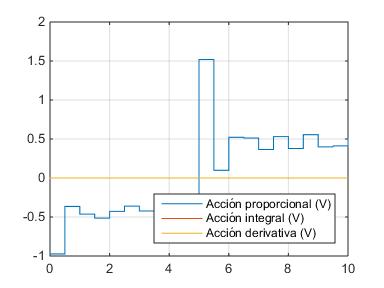 2
1.5
1
0.5
0
-0.5
-1
0 2 4 6 8 10
Acción proporcional (V)
Acción integral (V)
Acción derivativa (V)